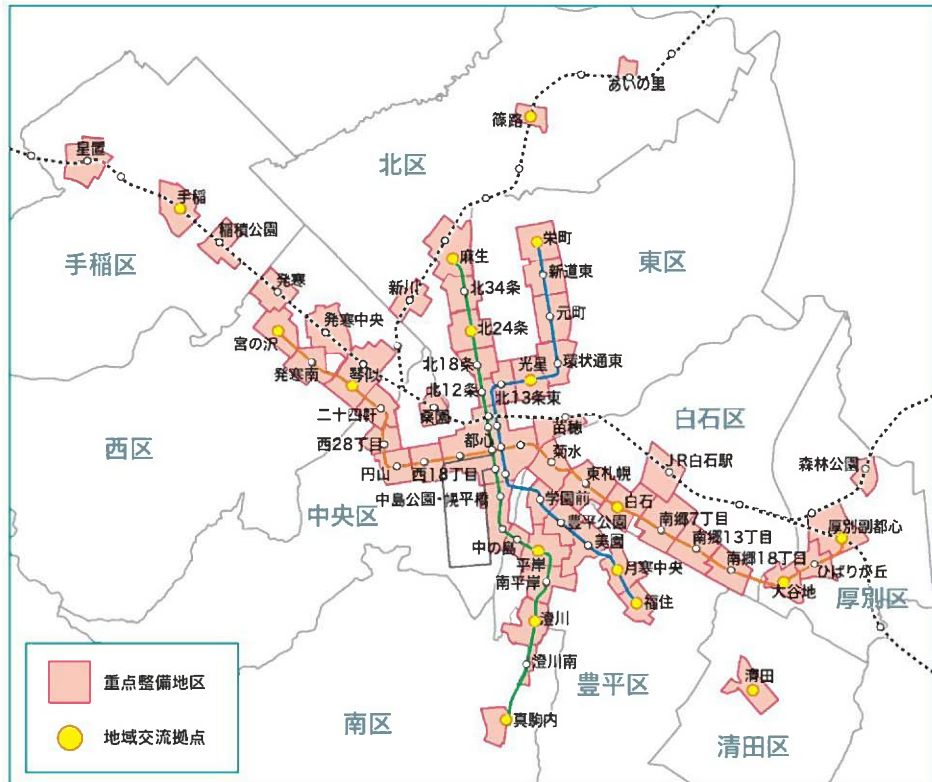 あいの里
篠路
北区
星置
手稲
稲積公園
手稲区
麻生
栄町
東区
新道東
発寒
新川
北34条
元町
発寒中央
北24条
宮の沢
北18条
光星
環状通東
発寒南
琴似
北12条
北13条東
二十四軒
桑園
白石区
苗穂
西28丁目
都心
西区
菊水
JR白石駅
森林公園
円山
西18丁目
東札幌
中島公園・幌平橋
学園前
白石
中央区
豊平公園
南郷7丁目
厚別副都心
南郷13丁目
中の島
美園
平岸
南郷18丁目
月寒中央
ひばりが丘
南平岸
大谷地
厚別区
福住
澄川
澄川南
豊平区
清田
重点整備地区
真駒内
南区
地域交流拠点
清田区